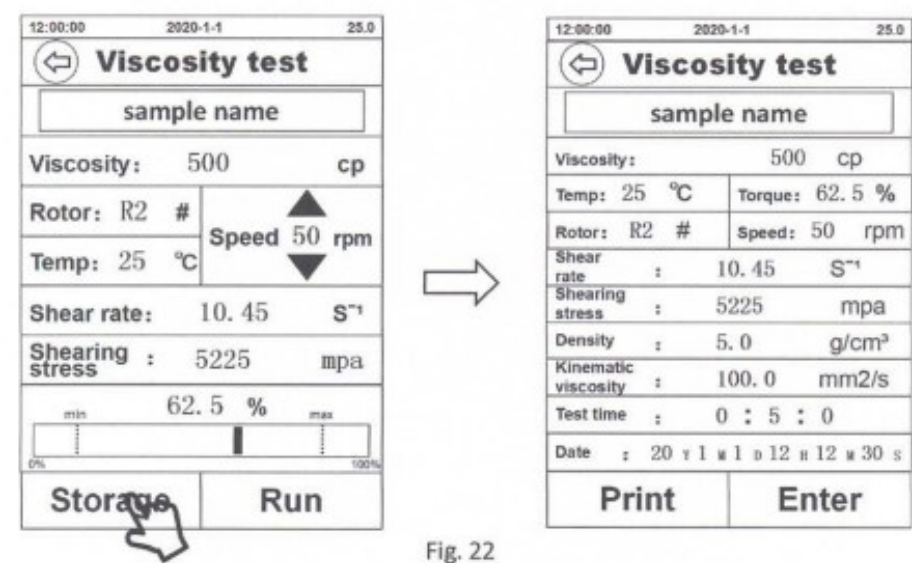 12:00:00 2020-1-1 25.0
Viscosity test
sample name
Viscosity: 500 cp
Rotor: R2 #
Speed 50 rpm
Temp: 25 ℃
Shear rate: 10.45 S⁻¹
Shearing stress : 5225 mpa
62.5 %
min max
0% 100%
Storage Run
12:00:00 2020-1-1 25.0
Viscosity test
sample name
Viscosity: 500 cp
Temp: 25 ℃ Torque: 62.5 %
Rotor: R2 # Speed: 50 rpm
Shear rate : 10.45 S⁻¹
Shearing stress : 5225 mpa
Density : 5.0 g/cm³
Kinematic viscosity : 100.0 mm2/s
Test time : 0 : 5 : 0
Date : 20 Y 1 M 1 D 12 H 12 M 30 S
Print Enter
Fig. 22